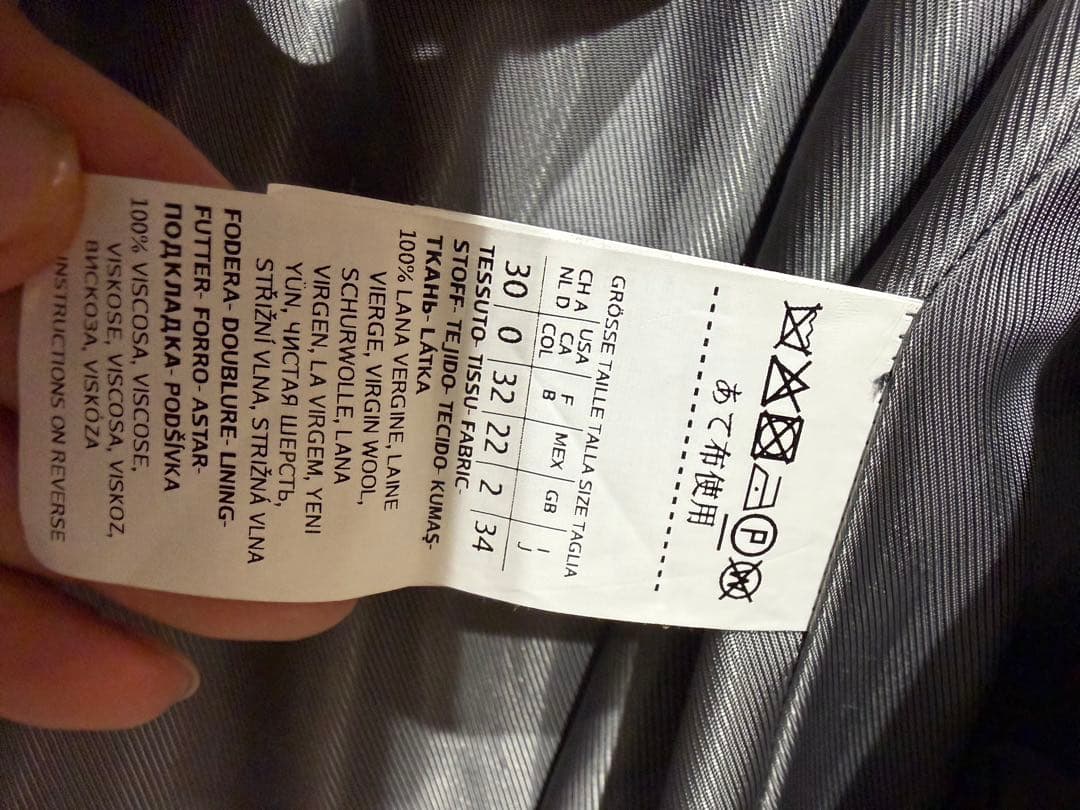 P W
あて布使用
GRÖSSE TAILLE TALLA SIZE TAGLIA
CH A USA F MEX GB I
NL D CA B J
COL
30 0 32 22 2 34
TESSUTO- TISSU- FABRIC-
STOFF- TEJIDO- TECIDO- KUMAŞ-
ТКАНЬ- LÁTKA
100% LANA VERGINE, LAINE
VIERGE, VIRGIN WOOL,
SCHURWOLLE, LANA
VIRGEN, LA VIRGEM, YENI
YÜN, ЧИСТАЯ ШЕРСТЬ,
STŘIŽNÍ VLNA, STRIŽNÁ VLNA
FODERA- DOUBLURE- LINING-
FUTTER- FORRO- ASTAR-
ПОДКЛАДКА- PODŠÍVKA
100% VISCOSA, VISCOSE,
VISKOSE, VISCOSA, VISKOZ,
ВИСКОЗА, VISKÓZA
INSTRUCTIONS ON REVERSE